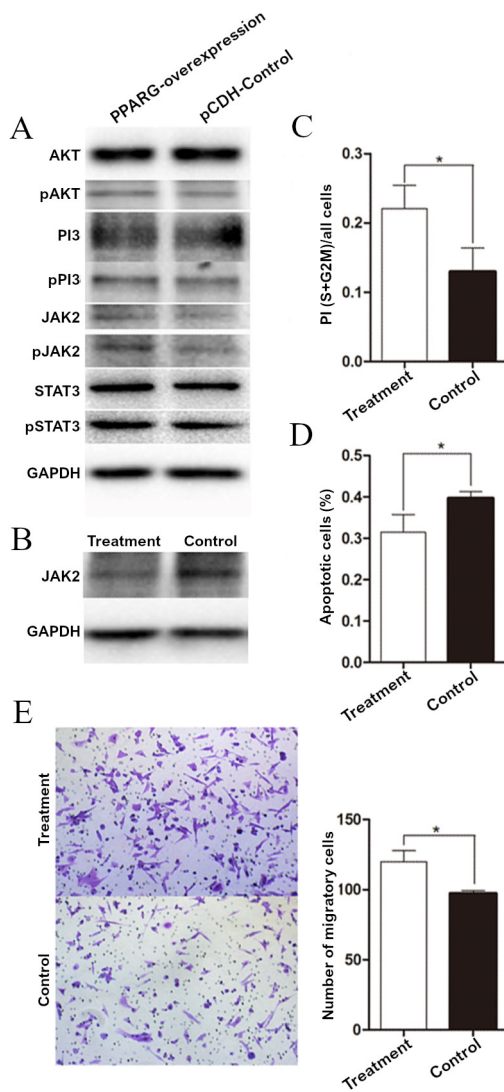 A
PPARG-overexpression
pCDH-Control
AKT
pAKT
PI3
pPI3
JAK2
pJAK2
STAT3
pSTAT3
GAPDH
B
Treatment
Control
JAK2
GAPDH
C
PI (S+G2M)/all cells
0.3
0.2
0.1
0.0
*
Treatment
Control
D
Apoptotic cells (%)
0.5
0.4
0.3
0.2
0.1
0.0
*
Treatment
Control
E
Treatment
Control
Number of migratory cells
150
100
50
0
*
Treatment
Control